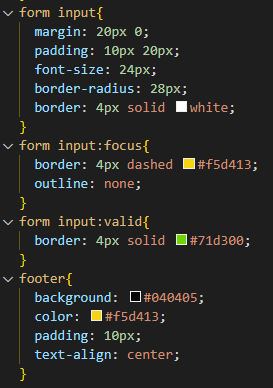 form input{
margin: 20px 0;
padding: 10px 20px;
font-size: 24px;
border-radius: 28px;
border: 4px solid white;
}
form input:focus{
border: 4px dashed #f5d413;
outline: none;
}
form input:valid{
border: 4px solid #71d300;
}
footer{
background: #040405;
color: #f5d413;
padding: 10px;
text-align: center;
}